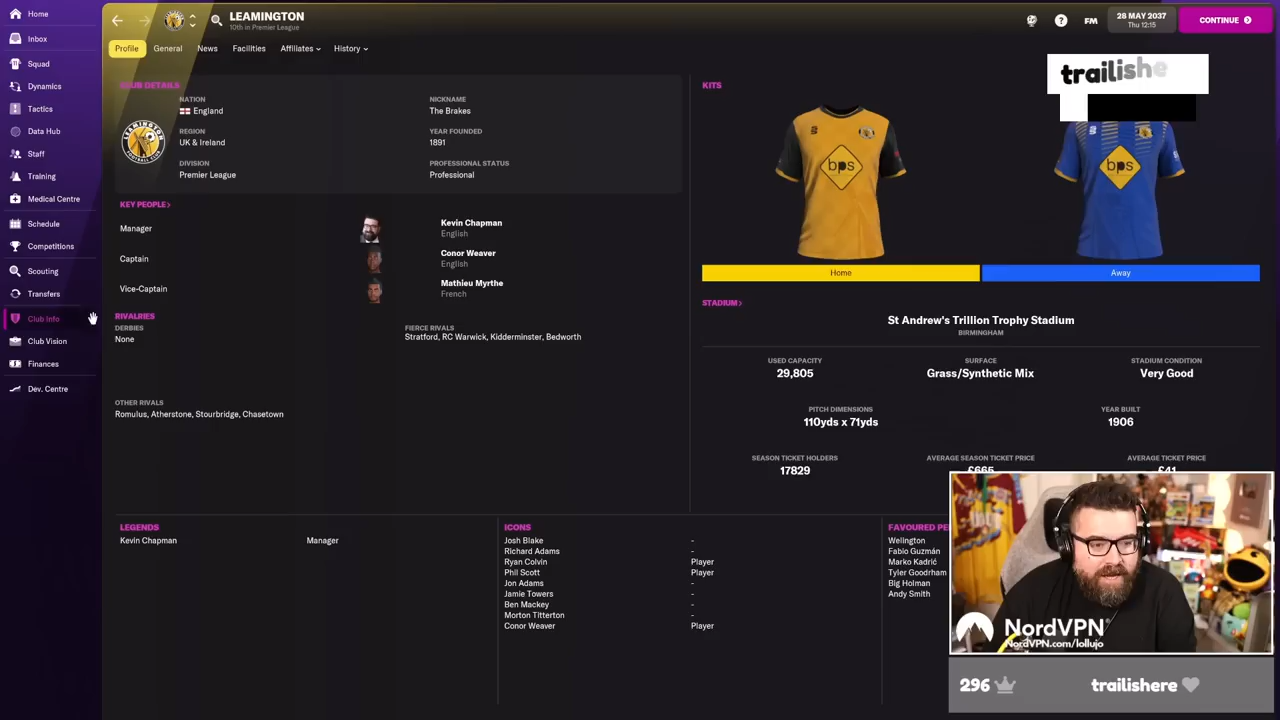 Home
Inbox
Squad
Dynamics
Tactics
Data Hub
Staff
Training
Medical Centre
Schedule
Competitions
Scouting
Transfers
Club Info
Club Vision
Finances
Dev. Centre
LEAMINGTON
10th in Premier League
FM
28 MAY 2037
Thu 12:15
CONTINUE
Profile
General
News
Facilities
Affiliates
History
trailishe
CLUB DETAILS
NATION
England
REGION
UK & Ireland
DIVISION
Premier League
NICKNAME
The Brakes
YEAR FOUNDED
1891
PROFESSIONAL STATUS
Professional
KEY PEOPLE
Manager
Kevin Chapman
English
Captain
Conor Weaver
English
Vice-Captain
Mathieu Myrthe
French
RIVALRIES
DERBIES
None
FIERCE RIVALS
Stratford, RC Warwick, Kidderminster, Bedworth
OTHER RIVALS
Romulus, Atherstone, Stourbridge, Chasetown
KITS
bps
bps
Home
Away
STADIUM
St Andrew's Trillion Trophy Stadium
BIRMINGHAM
USED CAPACITY
29,805
SURFACE
Grass/Synthetic Mix
STADIUM CONDITION
Very Good
PITCH DIMENSIONS
110yds x 71yds
YEAR BUILT
1906
SEASON TICKET HOLDERS
17829
AVERAGE SEASON TICKET PRICE
£665
AVERAGE TICKET PRICE
£41
LEGENDS
Kevin Chapman Manager
ICONS
Josh Blake -
Richard Adams -
Ryan Colvin Player
Phil Scott Player
Jon Adams -
Jamie Towers -
Ben Mackey -
Morton Titterton -
Conor Weaver Player
FAVOURED PE
Welington
Fabio Guzmán
Marko Kadrić
Tyler Goodrham
Big Holman
Andy Smith
NordVPN
NordVPN.com/lollujo
296
trailishere